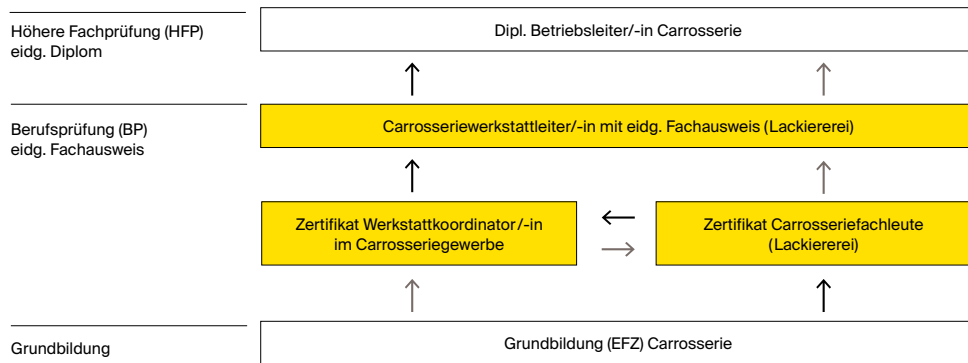 Höhere Fachprüfung (HFP)
eidg. Diplom
Dipl. Betriebsleiter/-in Carrosserie
Berufsprüfung (BP)
eidg. Fachausweis
Carrosseriewerkstattleiter/-in mit eidg. Fachausweis (Lackiererei)
Zertifikat Werkstattkoordinator/-in
im Carrosseriegewerbe
Zertifikat Carrosseriefachleute
(Lackiererei)
Grundbildung
Grundbildung (EFZ) Carrosserie